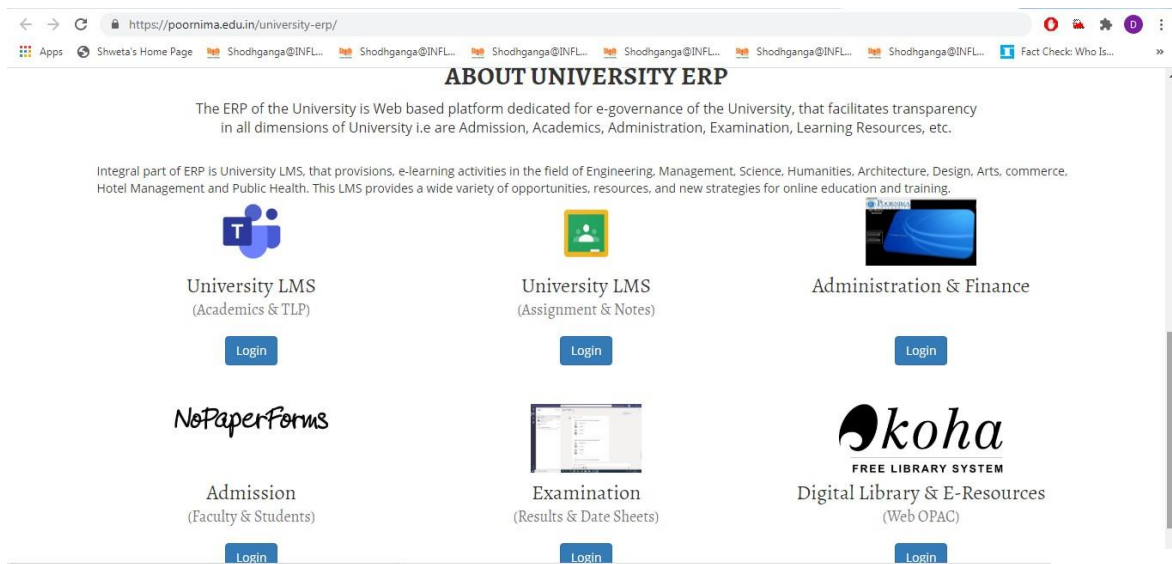 https://poornima.edu.in/university-erp/
D
Apps Shweta's Home Page Shodhganga@INFL... Shodhganga@INFL... Shodhganga@INFL... Shodhganga@INFL... Shodhganga@INFL... Shodhganga@INFL... Fact Check: Who Is... »
ABOUT UNIVERSITY ERP
The ERP of the University is Web based platform dedicated for e-governance of the University, that facilitates transparency
in all dimensions of University i.e are Admission, Academics, Administration, Examination, Learning Resources, etc.
Integral part of ERP is University LMS, that provisions, e-learning activities in the field of Engineering, Management, Science, Humanities, Architecture, Design, Arts, commerce,
Hotel Management and Public Health. This LMS provides a wide variety of opportunities, resources, and new strategies for online education and training.
T
POORNIMA
University LMS
(Academics & TLP)
Login
University LMS
(Assignment & Notes)
Login
Administration & Finance
Login
NoPaperForms
Admission
(Faculty & Students)
Login
Examination
(Results & Date Sheets)
Login
koha
FREE LIBRARY SYSTEM
Digital Library & E-Resources
(Web OPAC)
Login